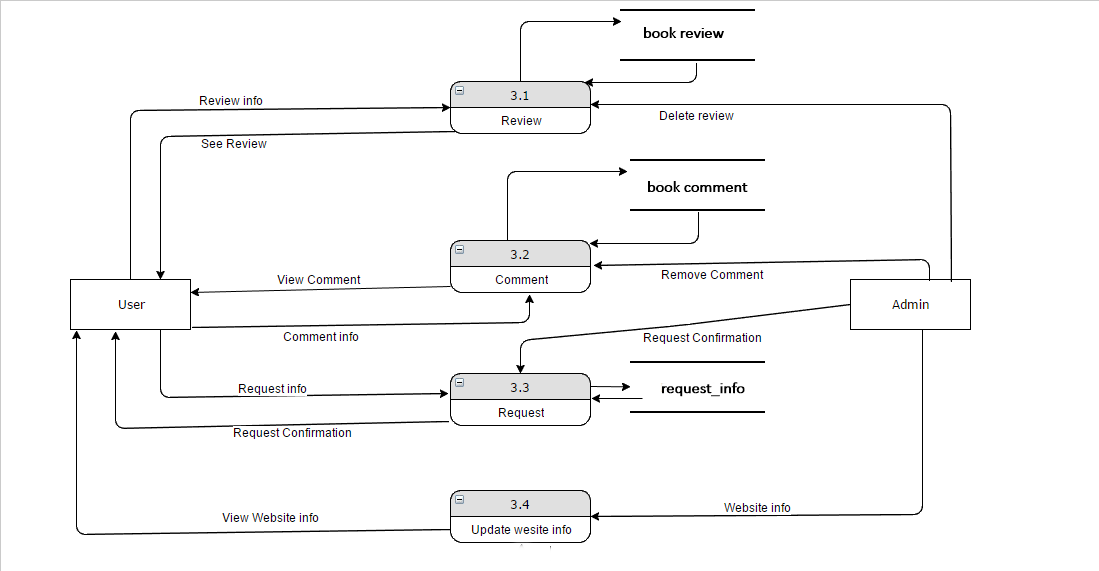 book review
3.1
Review info
Delete review
Review
See Review
book comment
3.2
View Comment
Comment
Remove Comment
User
Admin
Comment info
Request Confirmation
3.3
Request info
request_info
Request
Request Confirmation
3.4
Website info
View Website info
Update wesite info